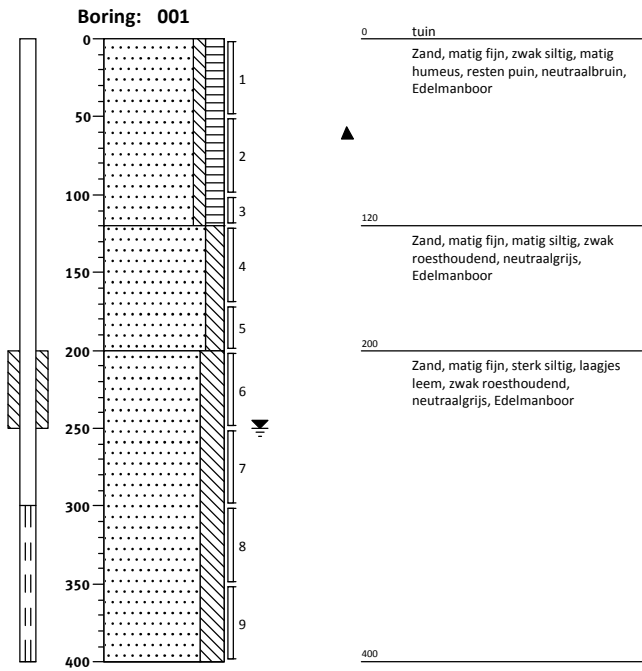 Boring: 001
0
50
100
150
200
250
300
350
400
1
2
3
4
5
6
7
8
9
0 tuin
Zand, matig fijn, zwak siltig, matig
humeus, resten puin, neutraalbruin,
Edelmanboor
120
Zand, matig fijn, matig siltig, zwak
roesthoudend, neutraalgrijs,
Edelmanboor
200
Zand, matig fijn, sterk siltig, laagjes
leem, zwak roesthoudend,
neutraalgrijs, Edelmanboor
400